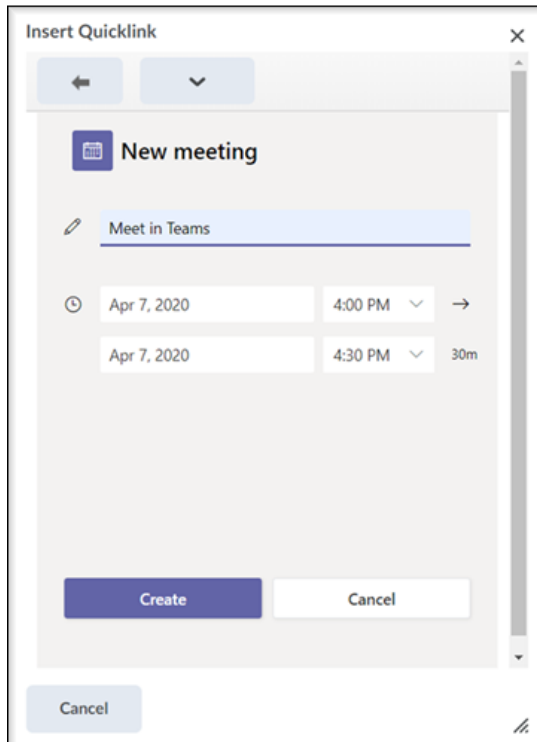 Insert Quicklink
New meeting
Meet in Teams
Apr 7, 2020 4:00 PM
Apr 7, 2020 4:30 PM 30m
Create Cancel
Cancel